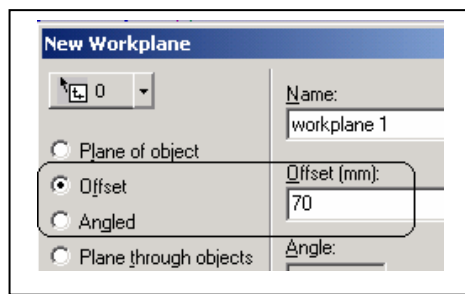 New Workplane
0
Name:
workplane 1
Plane of object
Offset
Offset (mm):
70
Angled
Plane through objects
Angle: